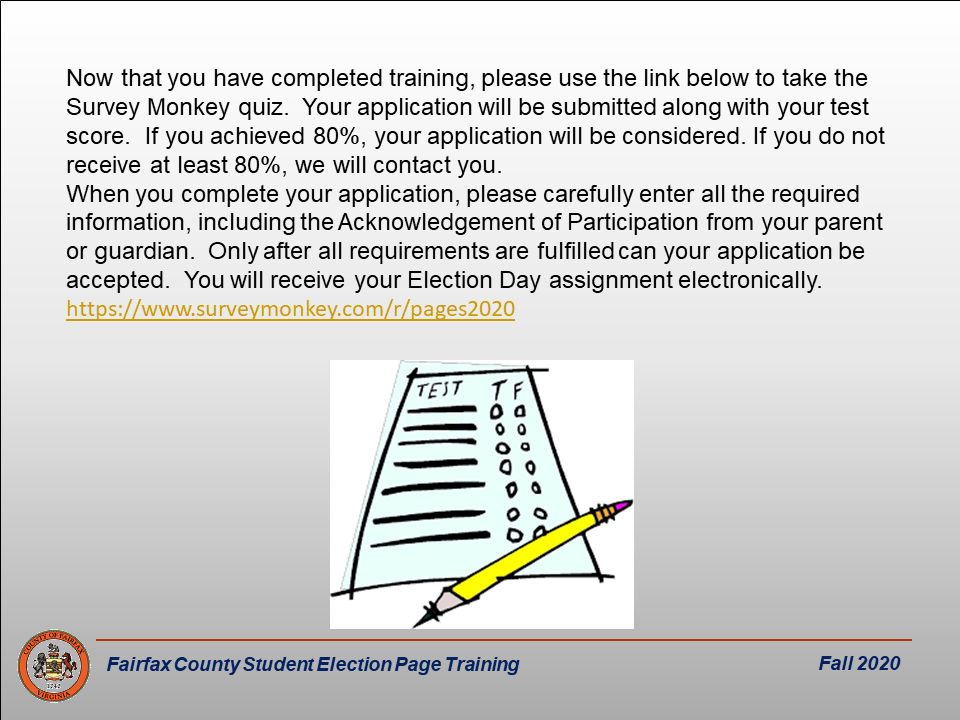 Now that you have completed training, please use the link below to take the
Survey Monkey quiz.  Your application will be submitted along with your test
score.  If you achieved 80%, your application will be considered. If you do not
receive at least 80%, we will contact you.
When you complete your application, please carefully enter all the required
information, including the Acknowledgement of Participation from your parent
or guardian.  Only after all requirements are fulfilled can your application be
accepted.  You will receive your Election Day assignment electronically.
https://www.surveymonkey.com/r/pages2020
TEST T F
COUNTY OF FAIRFAX
1742
VIRGINIA
Fairfax County Student Election Page Training
Fall 2020